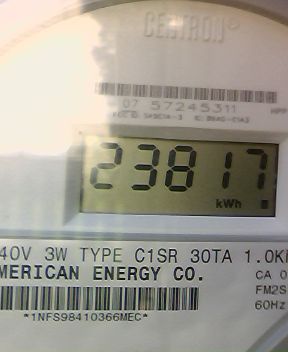 CENTRON®
07 57245311
23817
kWh
40V 3W TYPE C1SR 30TA 1.0K
MERICAN ENERGY CO.
CA 0
FM2S
60Hz
*1NFS98410366MEC*